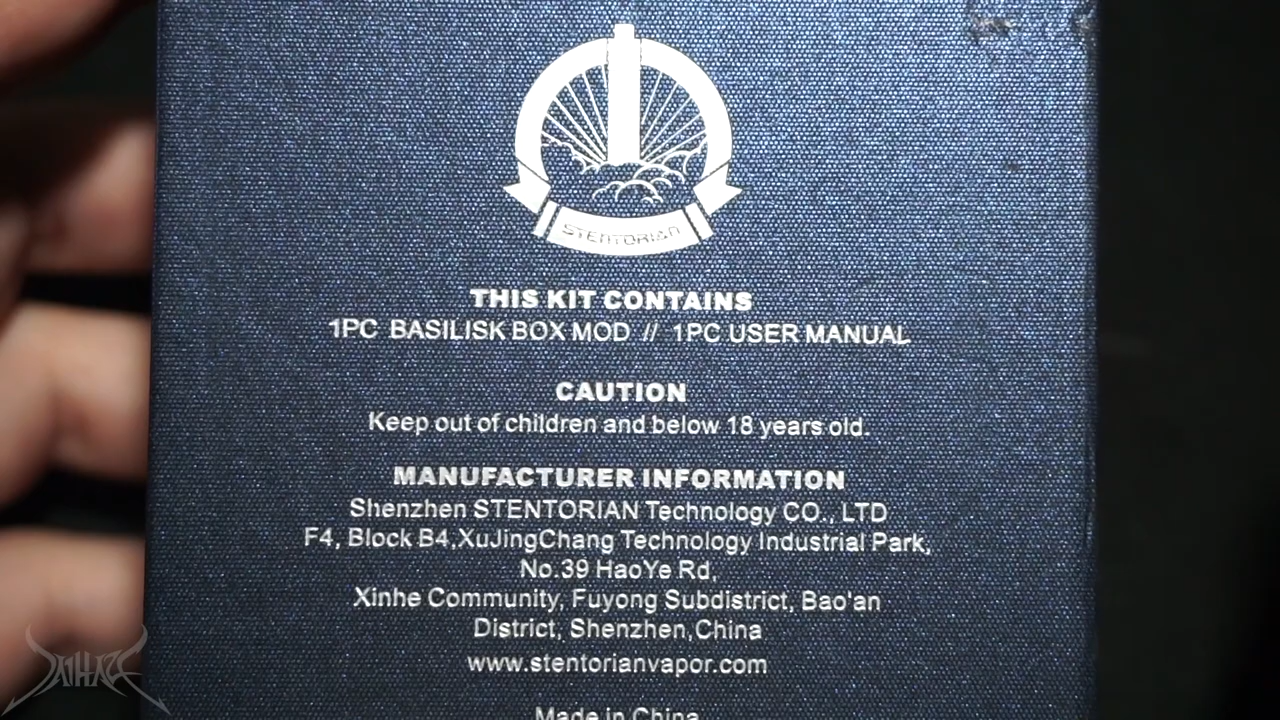 STENTORIAN
THIS KIT CONTAINS
1PC BASILISK BOX MOD // 1PC USER MANUAL
CAUTION
Keep out of children and below 18 years old.
MANUFACTURER INFORMATION
Shenzhen STENTORIAN Technology CO., LTD
F4, Block B4,XuJingChang Technology Industrial Park,
No.39 HaoYe Rd,
Xinhe Community, Fuyong Subdistrict, Bao'an
District, Shenzhen,China
www.stentorianvapor.com
Made in China